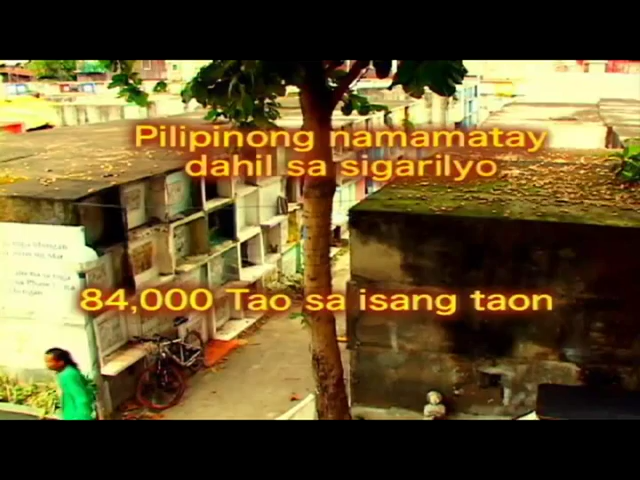 Pilipinong namamatay
dahil sa sigarilyo
84,000 Tao sa isang taon